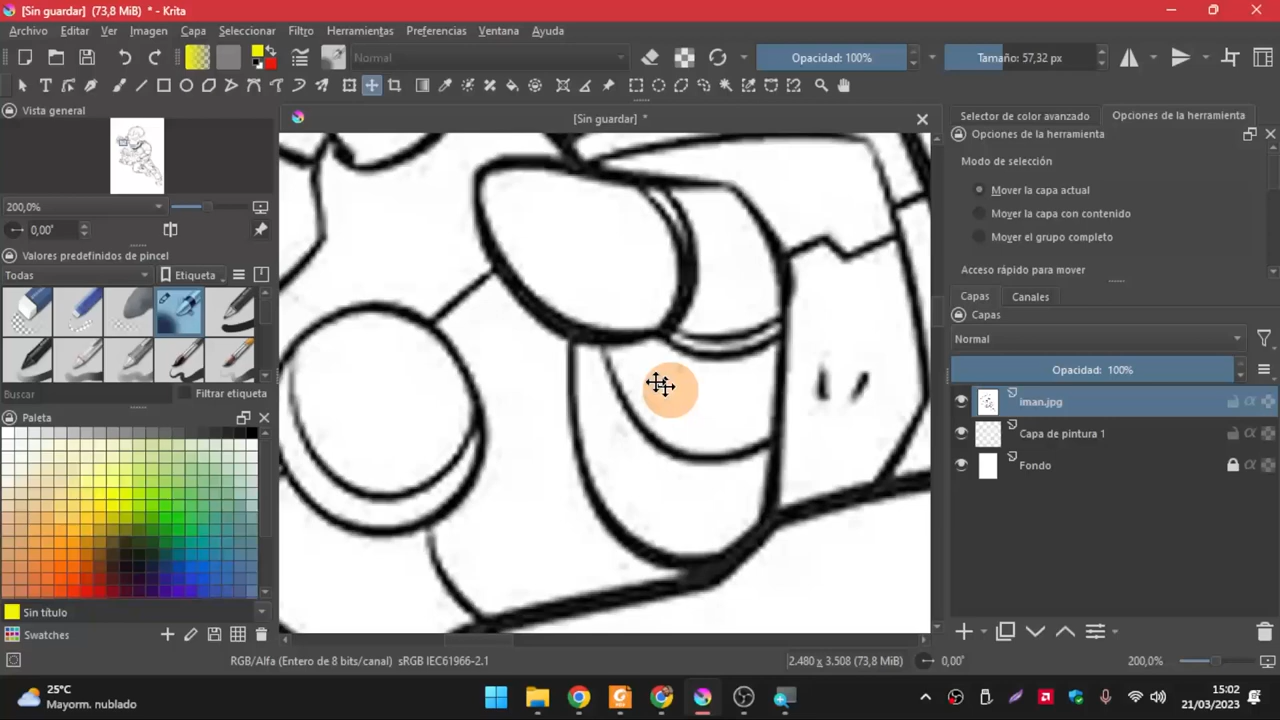 [Sin guardar] (73,8 MiB) * - Krita
Archivo Editar Ver Imagen Capa Seleccionar Filtro Herramientas Preferencias Ventana Ayuda
Normal
Opacidad: 100%
Tamaño: 57,32 px
Vista general
[Sin guardar] *
Selector de color avanzado
Opciones de la herramienta
Opciones de la herramienta
Modo de selección
Mover la capa actual
Mover la capa con contenido
Mover el grupo completo
Acceso rápido para mover
200,0%
0,00°
Valores predefinidos de pincel
Todas
Etiqueta
Capas
Canales
Capas
Normal
Opacidad: 100%
iman.jpg
Capa de pintura 1
Fondo
Buscar
Filtrar etiqueta
Paleta
Sin título
Swatches
RGB/Alfa (Entero de 8 bits/canal) sRGB IEC61966-2.1
2.480 x 3.508 (73,8 MiB)
0,00°
200,0%
25°C
Mayorm. nublado
15:02
21/03/2023